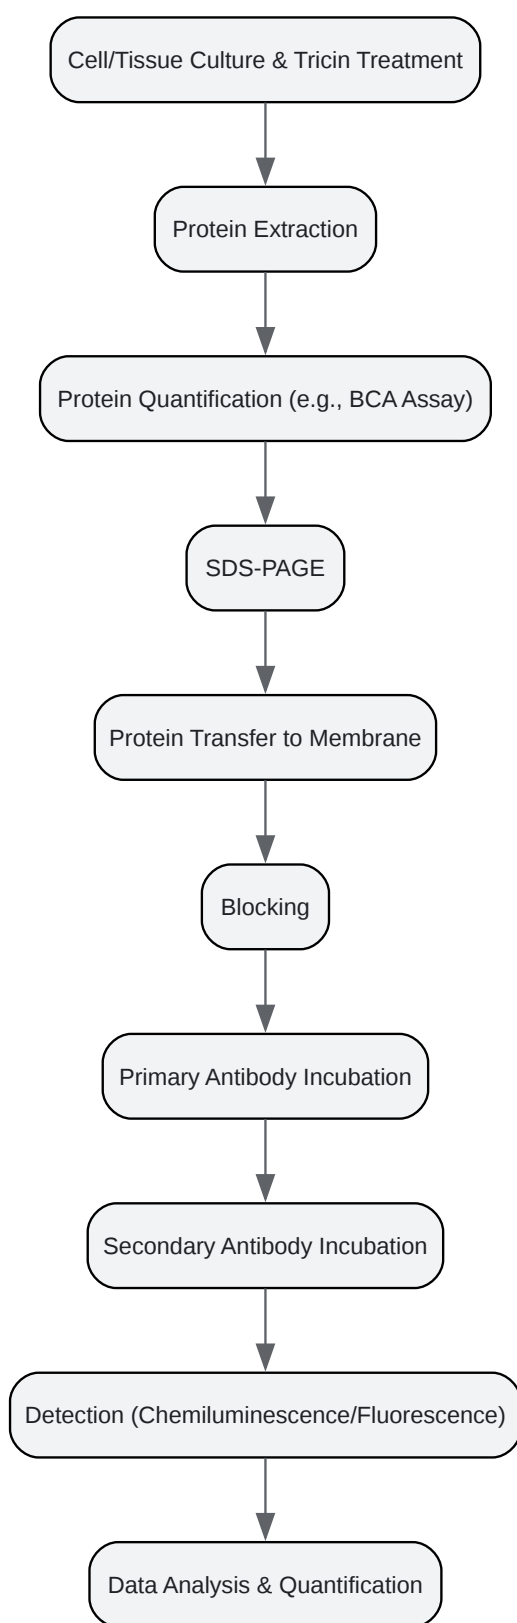 Cell/Tissue Culture & Tricin Treatment
Protein Extraction
Protein Quantification (e.g., BCA Assay)
SDS-PAGE
Protein Transfer to Membrane
Blocking
Primary Antibody Incubation
Secondary Antibody Incubation
Detection (Chemiluminescence/Fluorescence)
Data Analysis & Quantification